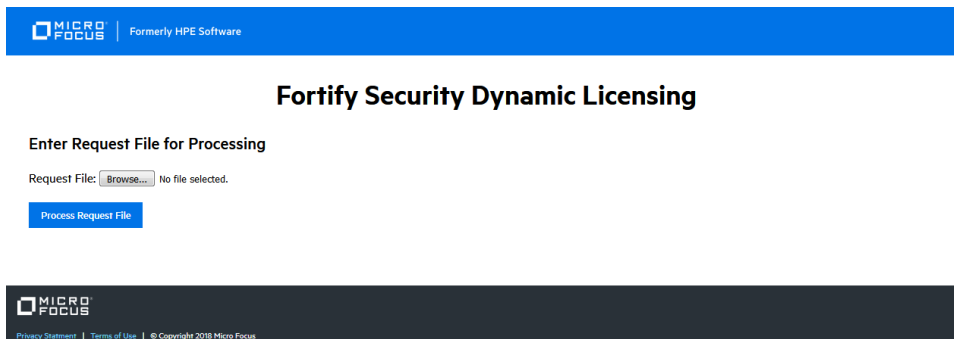 MICRO FOCUS | Formerly HPE Software
Fortify Security Dynamic Licensing
Enter Request File for Processing
Request File: Browse... No file selected.
Process Request File
MICRO FOCUS
Privacy Statment | Terms of Use | © Copyright 2018 Micro Focus